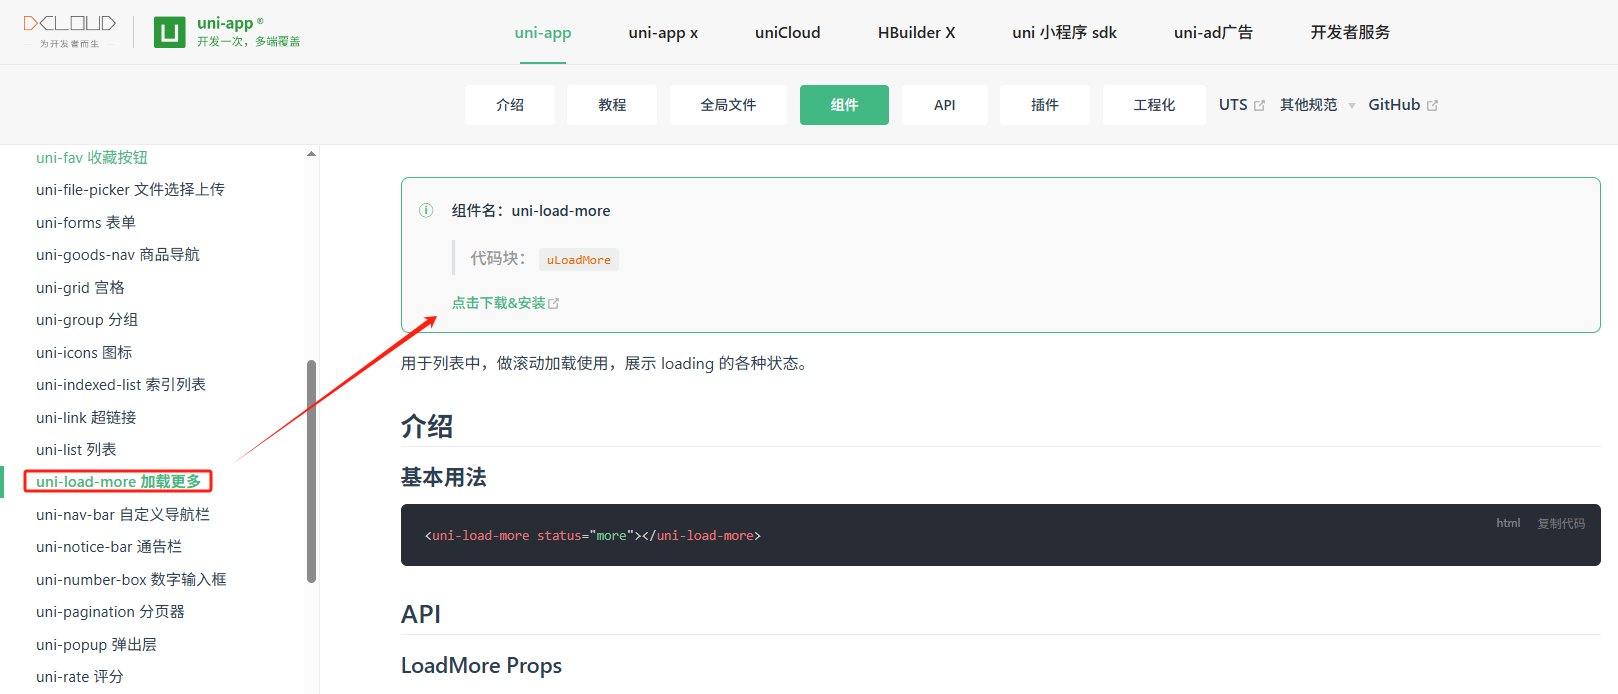 DCLOUD
为开发者而生
uni-app ®
开发一次，多端覆盖
uni-app
uni-app x
uniCloud
HBuilder X
uni 小程序 sdk
uni-ad广告
开发者服务
介绍
教程
全局文件
组件
API
插件
工程化
UTS
其他规范
GitHub
uni-fav 收藏按钮
uni-file-picker 文件选择上传
uni-forms 表单
uni-goods-nav 商品导航
uni-grid 宫格
uni-group 分组
uni-icons 图标
uni-indexed-list 索引列表
uni-link 超链接
uni-list 列表
uni-load-more 加载更多
uni-nav-bar 自定义导航栏
uni-notice-bar 通告栏
uni-number-box 数字输入框
uni-pagination 分页器
uni-popup 弹出层
uni-rate 评分
组件名：uni-load-more
代码块： uLoadMore
点击下载&安装
用于列表中，做滚动加载使用，展示 loading 的各种状态。
介绍
基本用法
html 复制代码
<uni-load-more status="more"></uni-load-more>
API
LoadMore Props